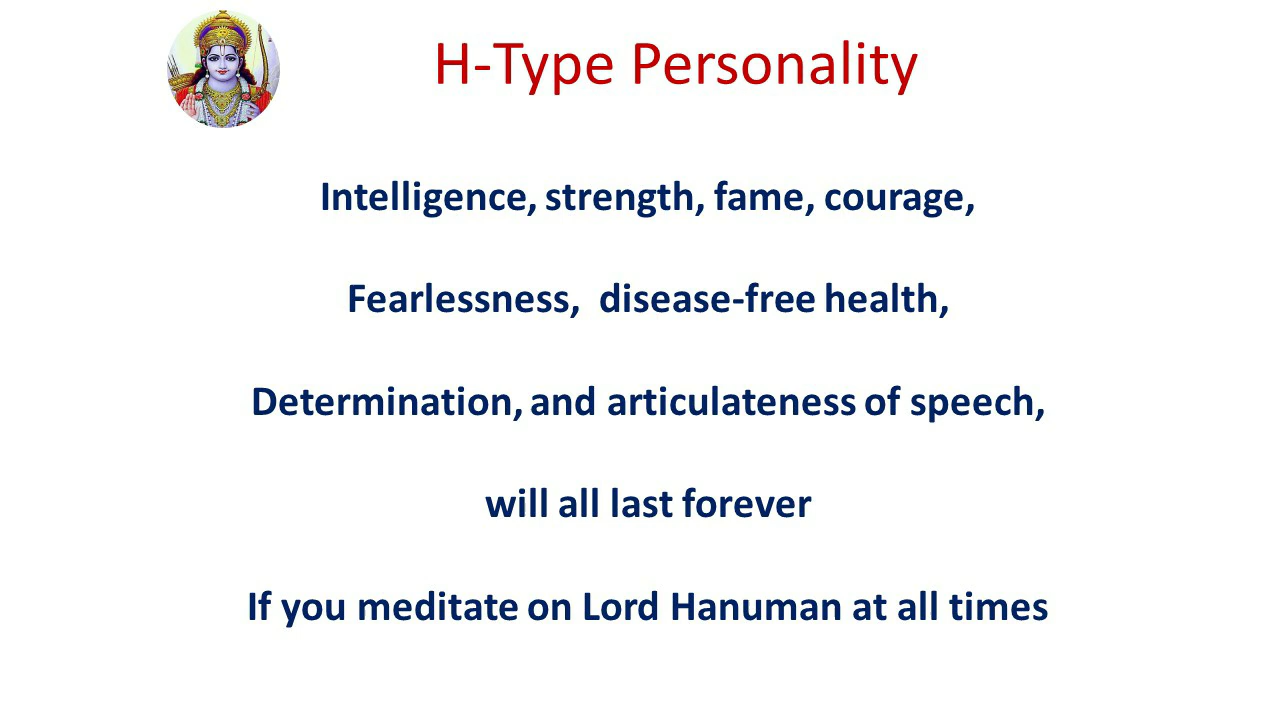 H-Type Personality
Intelligence, strength, fame, courage,
Fearlessness,  disease-free health,
Determination, and articulateness of speech,
will all last forever
If you meditate on Lord Hanuman at all times